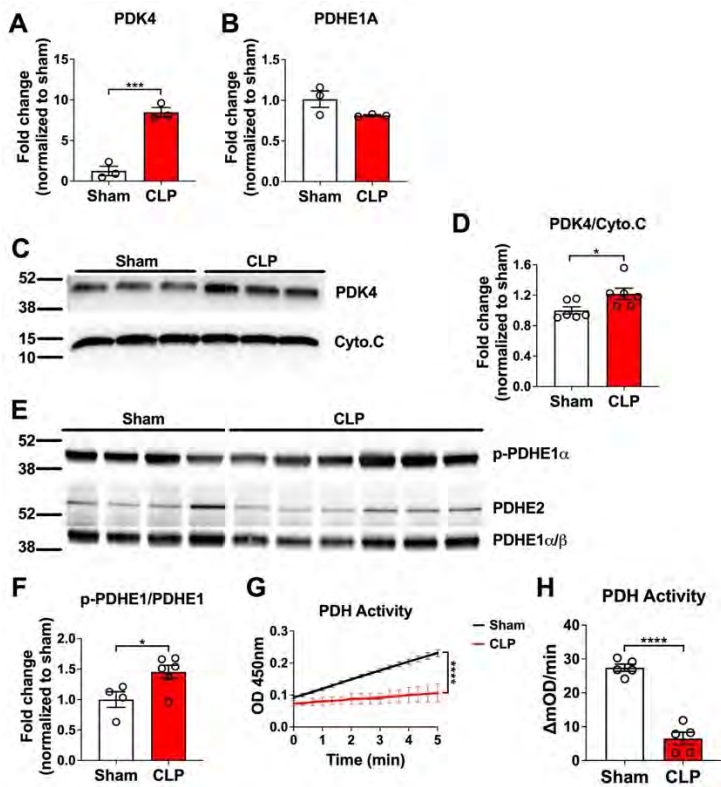 A
PDK4
Fold change
(normalized to sham)
15
10
5
0
***
Sham
CLP
B
PDHE1A
Fold change
(normalized to sham)
1.5
1.0
0.5
0.0
Sham
CLP
C
Sham
CLP
52
38
PDK4
15
10
Cyto.C
D
PDK4/Cyto.C
Fold change
(normalized to sham)
1.8
1.2
0.6
0.0
*
Sham
CLP
E
Sham
CLP
52
38
p-PDHE1α
52
PDHE2
38
PDHE1α/β
F
p-PDHE1/PDHE1
Fold change
(normalized to sham)
2.0
1.5
1.0
0.5
0.0
*
Sham
CLP
G
PDH Activity
OD 450nm
0.3
0.2
0.1
0.0
0 1 2 3 4 5
Time (min)
Sham
CLP
****
H
PDH Activity
ΔmOD/min
40
30
20
10
0
****
Sham
CLP